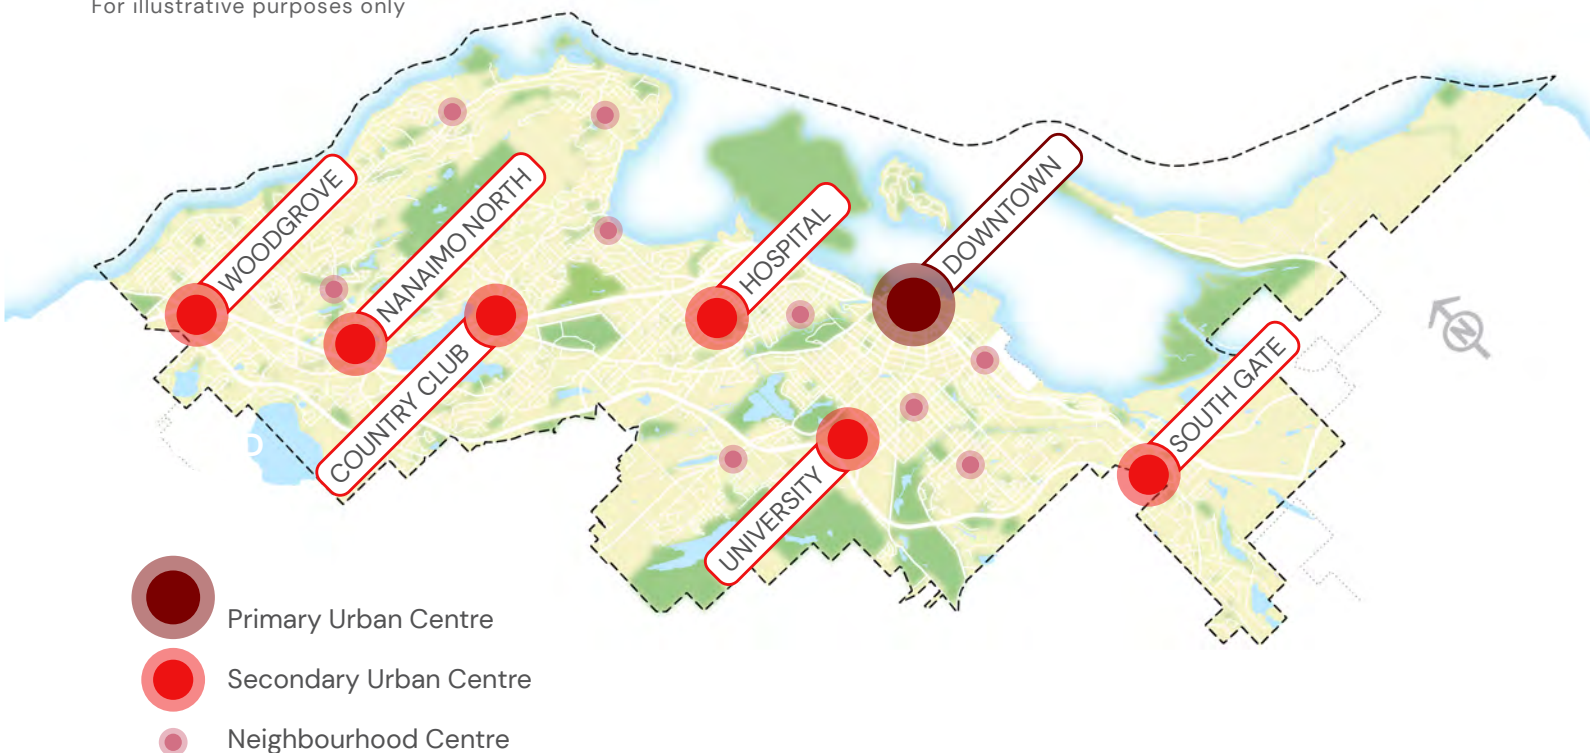 For illustrative purposes only
WOODGROVE
NANAIMO NORTH
COUNTRY CLUB
HOSPITAL
DOWNTOWN
UNIVERSITY
SOUTH GATE
N
D
Primary Urban Centre
Secondary Urban Centre
Neighbourhood Centre